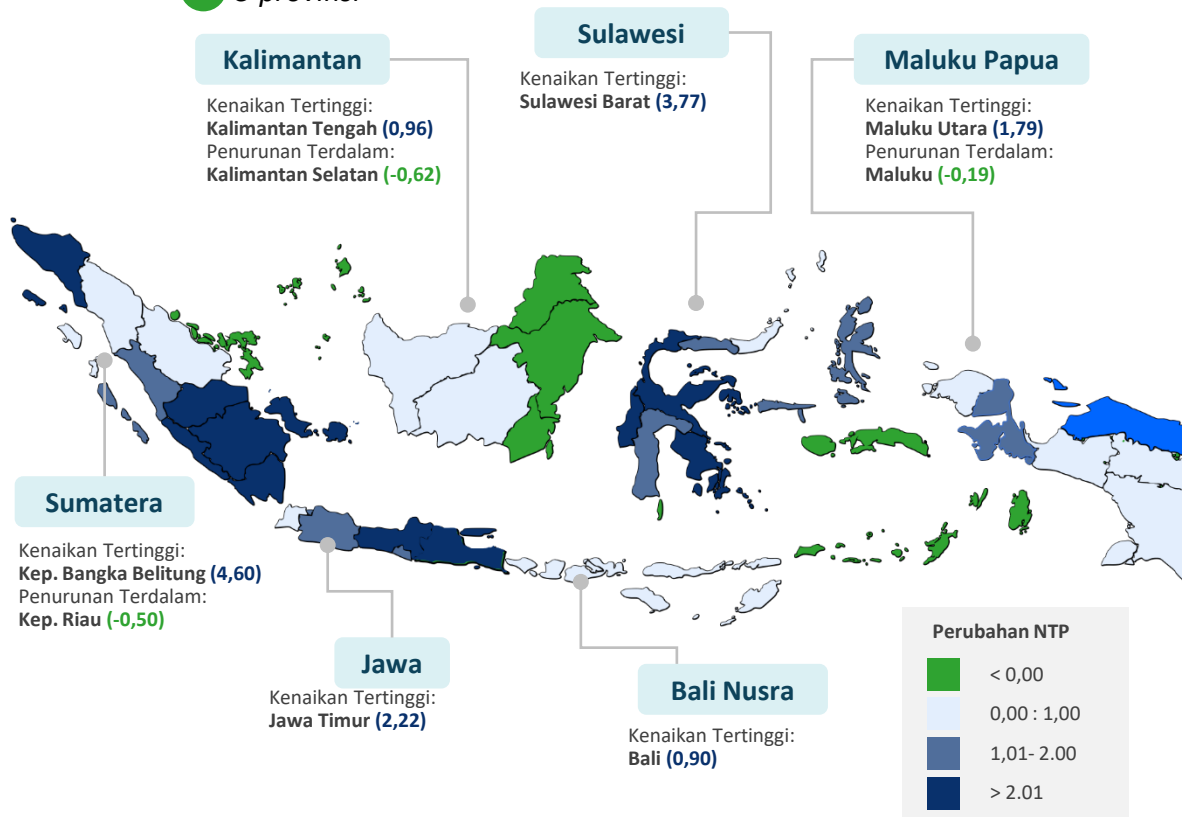 Kalimantan
Kenaikan Tertinggi:
Kalimantan Tengah (0,96)
Penurunan Terdalam:
Kalimantan Selatan (-0,62)
Sulawesi
Kenaikan Tertinggi:
Sulawesi Barat (3,77)
Maluku Papua
Kenaikan Tertinggi:
Maluku Utara (1,79)
Penurunan Terdalam:
Maluku (-0,19)
Sumatera
Kenaikan Tertinggi:
Kep. Bangka Belitung (4,60)
Penurunan Terdalam:
Kep. Riau (-0,50)
Jawa
Kenaikan Tertinggi:
Jawa Timur (2,22)
Bali Nusra
Kenaikan Tertinggi:
Bali (0,90)
Perubahan NTP
< 0,00
0,00 : 1,00
1,01- 2.00
> 2.01